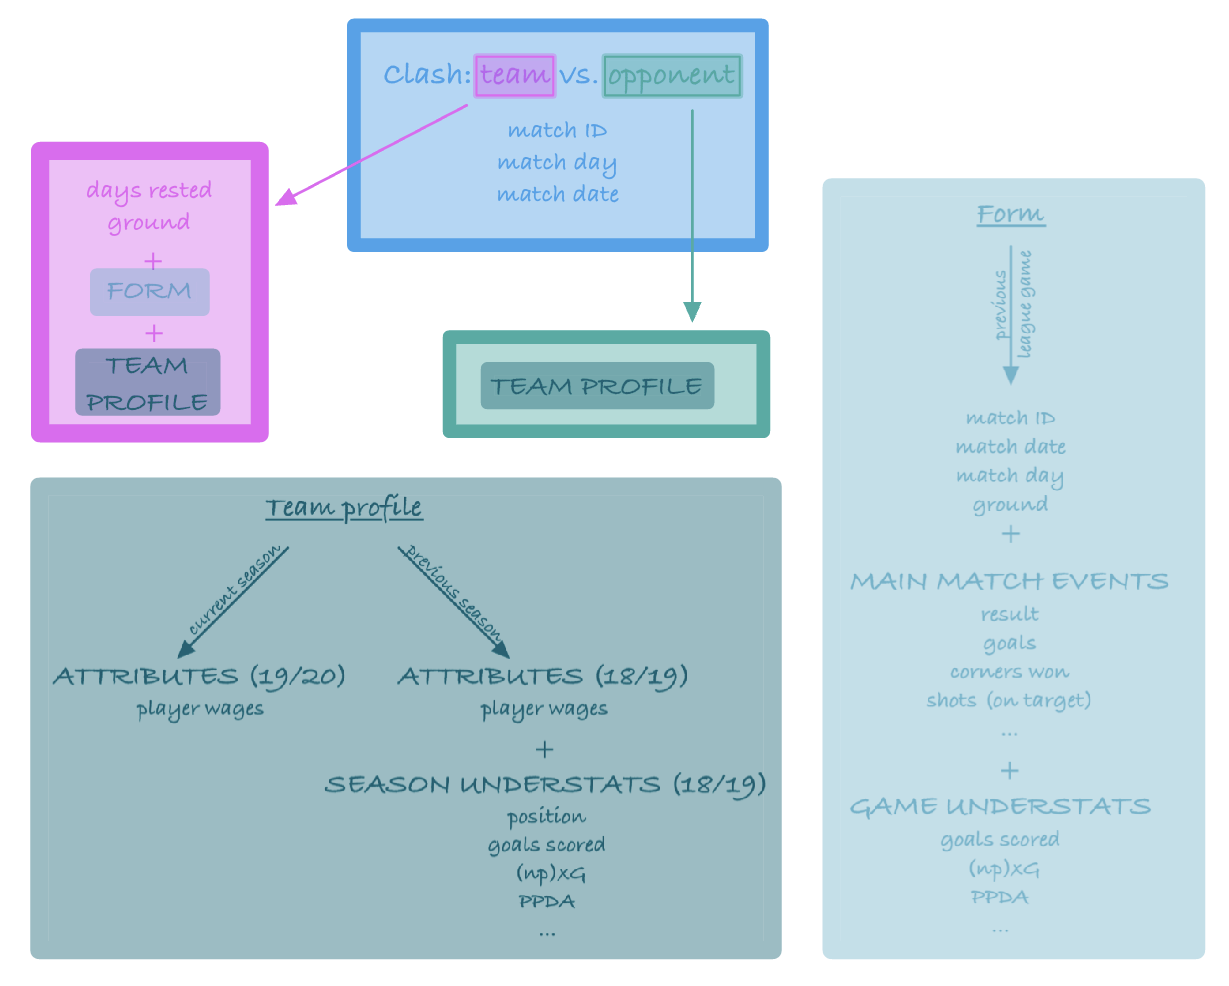 Clash: team vs. opponent
match ID
match day
match date
days rested
ground
+
FORM
+
TEAM
PROFILE
TEAM PROFILE
Team profile
current season
previous season
ATTRIBUTES (19/20)
player wages
ATTRIBUTES (18/19)
player wages
+
SEASON UNDERSTATS (18/19)
position
goals scored
(np)xG
PPDA
...
Form
previous
league game
match ID
match date
match day
ground
+
MAIN MATCH EVENTS
result
goals
corners won
shots (on target)
...
+
GAME UNDERSTATS
goals scored
(np)xG
PPDA
...